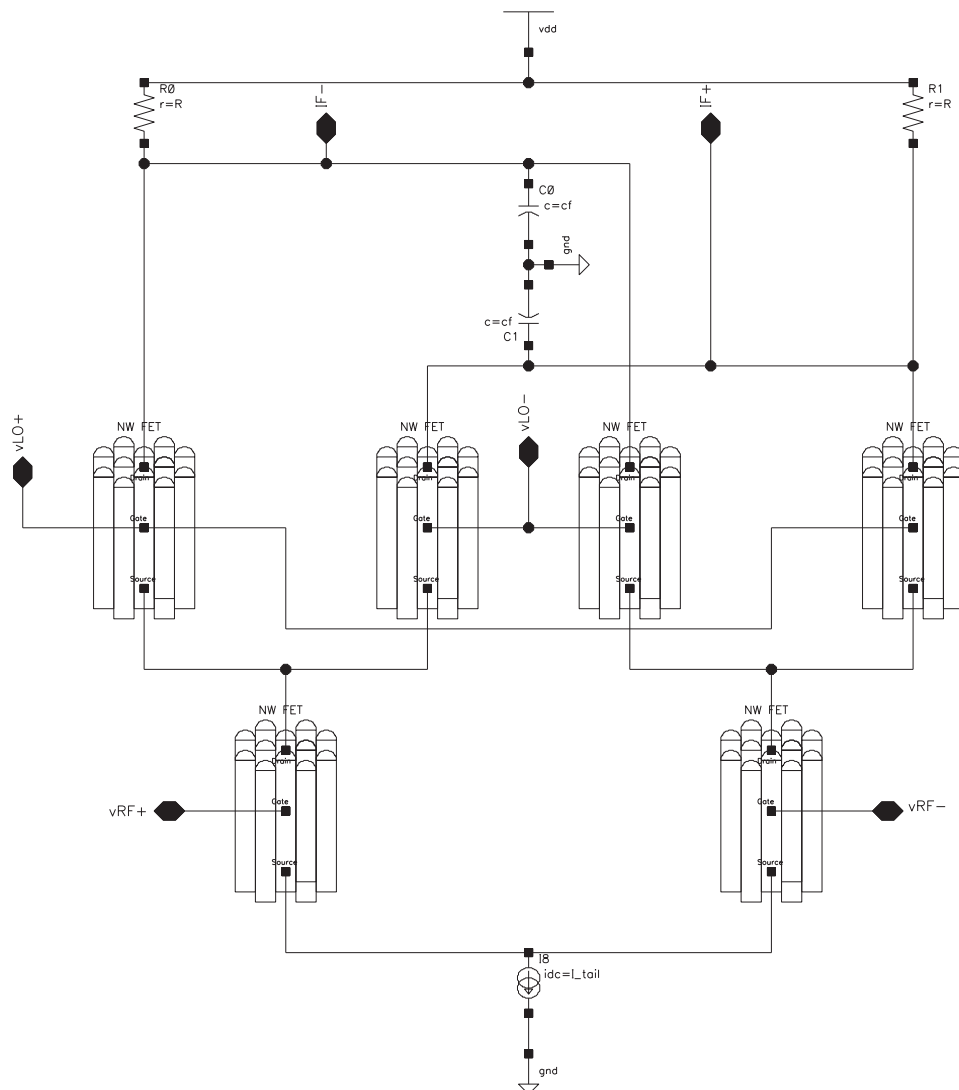 vdd
R0
r=R
IF-
IF+
R1
r=R
C0
c=cf
gnd
c=cf
C1
vLO+
vLO-
NW FET
NW FET
NW FET
NW FET
Drain
Drain
Drain
Drain
Gate
Gate
Gate
Gate
Source
Source
Source
Source
NW FET
NW FET
Drain
Drain
vRF+
Gate
Gate
vRF-
Source
Source
I8
idc=I_tail
gnd